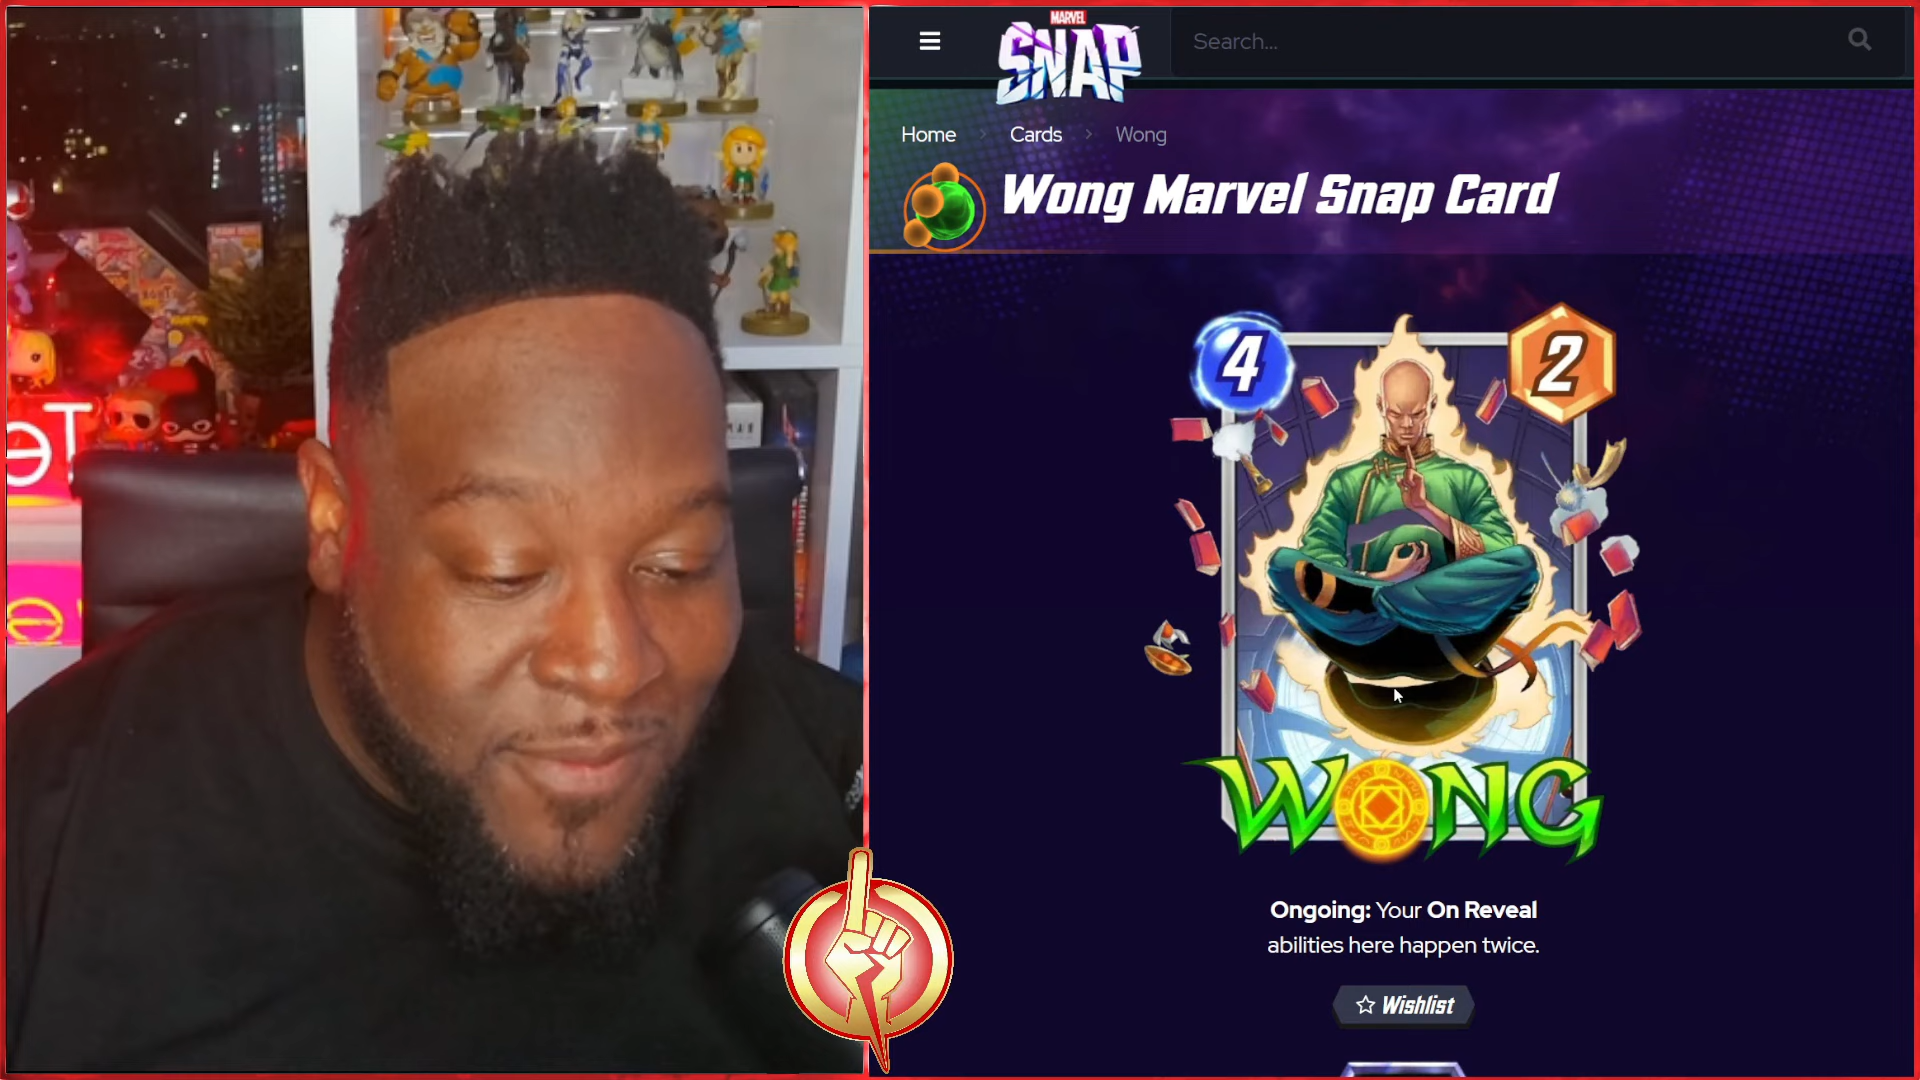 MARVEL
SNAP
Search...
Home
Cards
Wong
Wong Marvel Snap Card
4
2
WONG
Ongoing: Your On Reveal
abilities here happen twice.
Wishlist